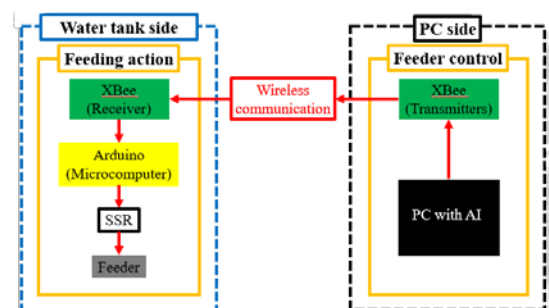 Water tank side
Feeding action
XBee
(Receiver)
Arduino
(Microcomputer)
SSR
Feeder
Wireless
communication
PC side
Feeder control
XBee
(Transmitters)
PC with AI